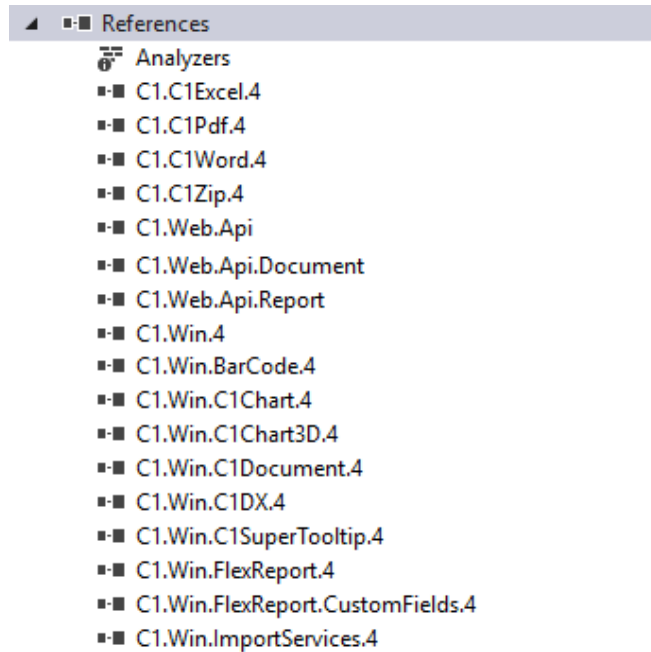 References
Analyzers
C1.C1Excel.4
C1.C1Pdf.4
C1.C1Word.4
C1.C1Zip.4
C1.Web.Api
C1.Web.Api.Document
C1.Web.Api.Report
C1.Win.4
C1.Win.BarCode.4
C1.Win.C1Chart.4
C1.Win.C1Chart3D.4
C1.Win.C1Document.4
C1.Win.C1DX.4
C1.Win.C1SuperTooltip.4
C1.Win.FlexReport.4
C1.Win.FlexReport.CustomFields.4
C1.Win.ImportServices.4